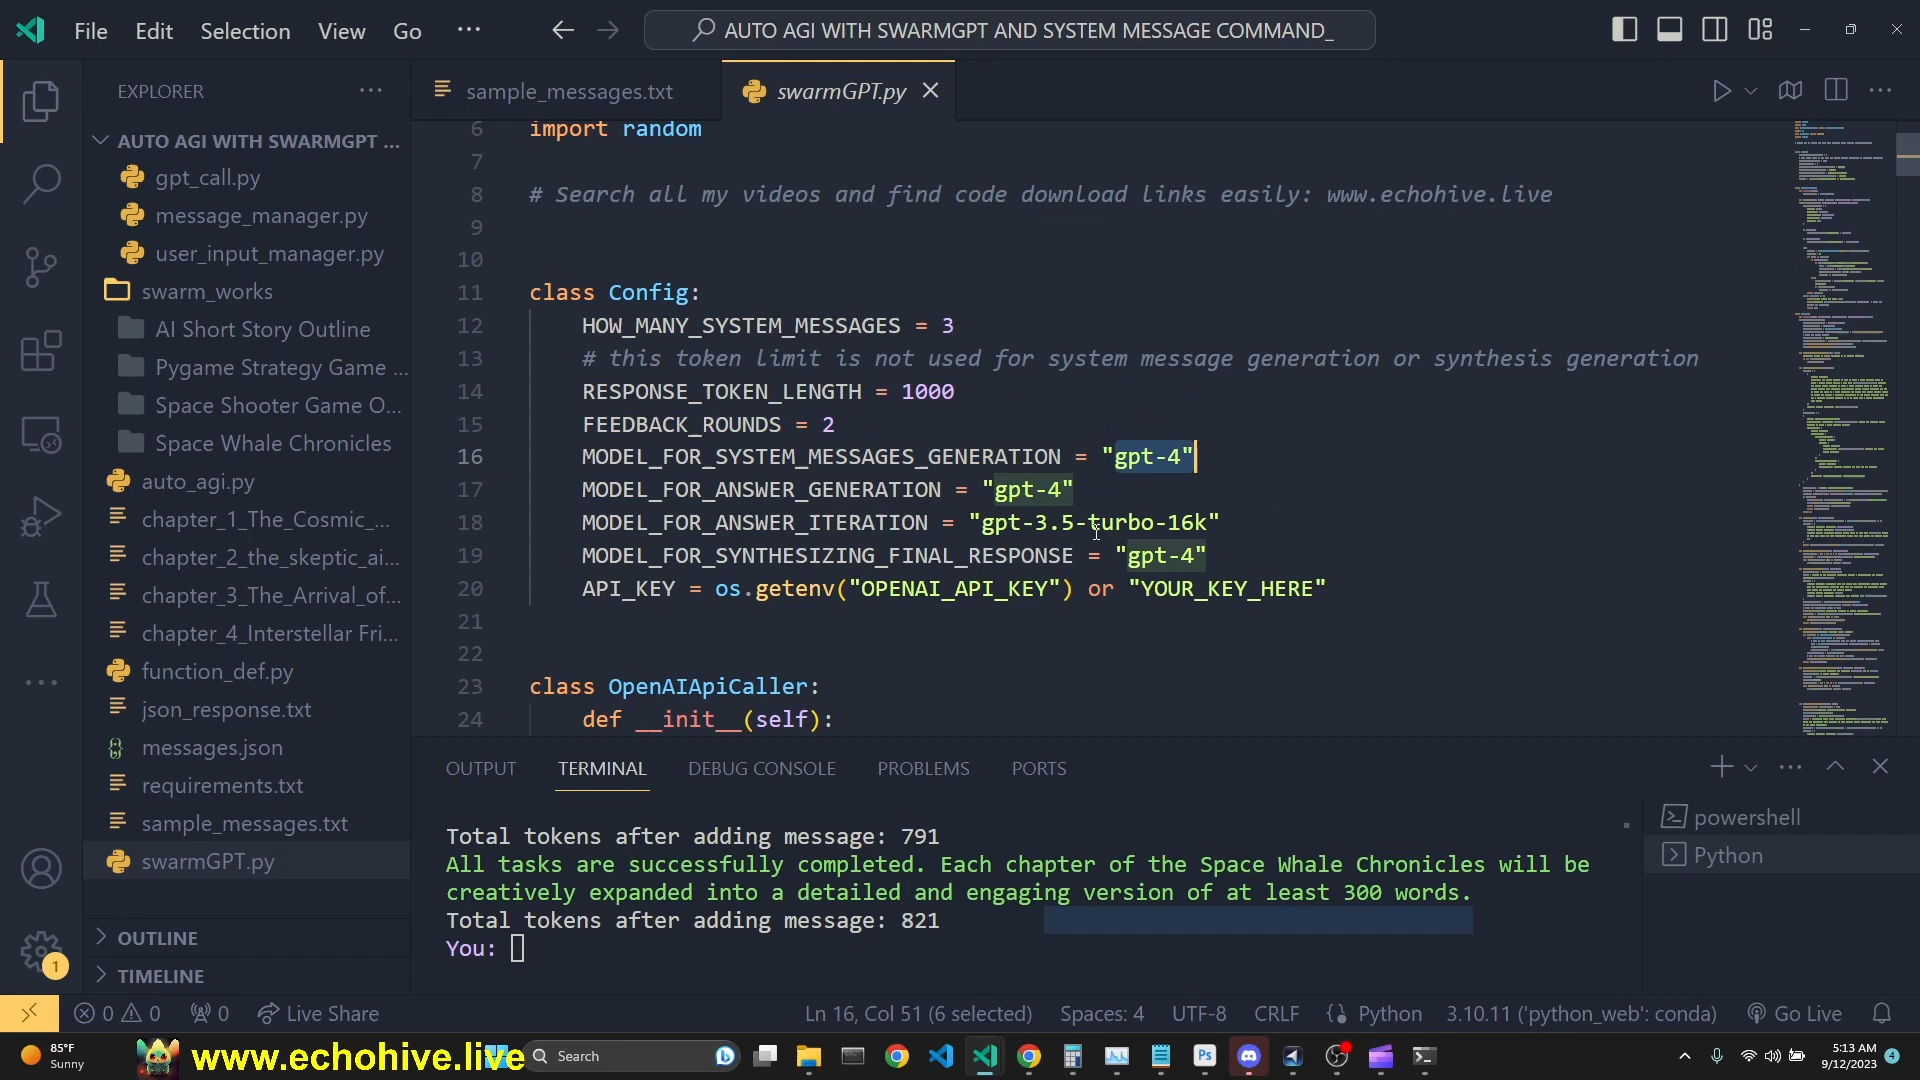 File Edit Selection View Go ···
AUTO AGI WITH SWARMGPT AND SYSTEM MESSAGE COMMAND_
EXPLORER
sample_messages.txt
swarmGPT.py
AUTO AGI WITH SWARMGPT ...
gpt_call.py
message_manager.py
user_input_manager.py
swarm_works
AI Short Story Outline
Pygame Strategy Game ...
Space Shooter Game O...
Space Whale Chronicles
auto_agi.py
chapter_1_The_Cosmic_...
chapter_2_the_skeptic_ai...
chapter_3_The_Arrival_of...
chapter_4_Interstellar Fri...
function_def.py
json_response.txt
messages.json
requirements.txt
sample_messages.txt
swarmGPT.py
OUTLINE
TIMELINE
6 import random
7
8 # Search all my videos and find code download links easily: www.echohive.live
9
10
11 class Config:
12 HOW_MANY_SYSTEM_MESSAGES = 3
13 # this token limit is not used for system message generation or synthesis generation
14 RESPONSE_TOKEN_LENGTH = 1000
15 FEEDBACK_ROUNDS = 2
16 MODEL_FOR_SYSTEM_MESSAGES_GENERATION = "gpt-4"
17 MODEL_FOR_ANSWER_GENERATION = "gpt-4"
18 MODEL_FOR_ANSWER_ITERATION = "gpt-3.5-turbo-16k"
19 MODEL_FOR_SYNTHESIZING_FINAL_RESPONSE = "gpt-4"
20 API_KEY = os.getenv("OPENAI_API_KEY") or "YOUR_KEY_HERE"
21
22
23 class OpenAIApiCaller:
24 def __init__(self):
OUTPUT TERMINAL DEBUG CONSOLE PROBLEMS PORTS
Total tokens after adding message: 791
All tasks are successfully completed. Each chapter of the Space Whale Chronicles will be
creatively expanded into a detailed and engaging version of at least 300 words.
Total tokens after adding message: 821
You:
powershell
Python
1
0 0 0 Live Share Ln 16, Col 51 (6 selected) Spaces: 4 UTF-8 CRLF Python 3.10.11 ('python_web': conda) Go Live
85°F
Sunny
www.echohive.live
Search
Ps
5:13 AM
9/12/2023
4